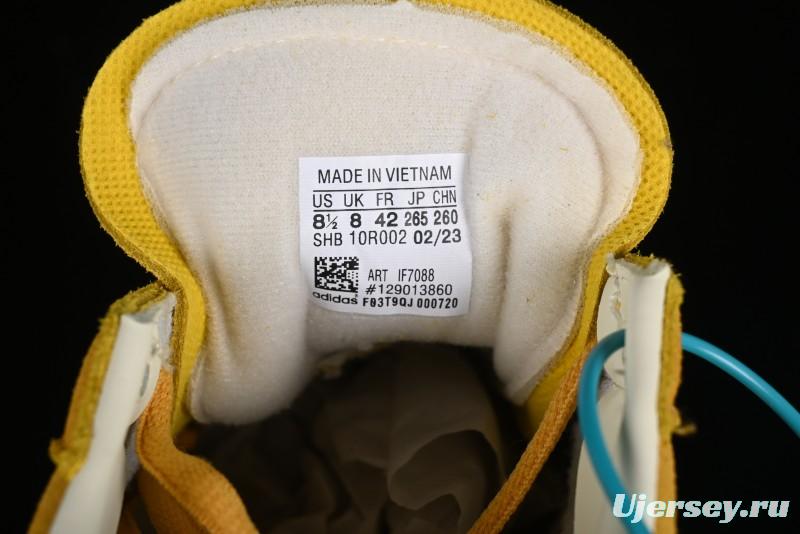 MADE IN VIETNAM
US UK FR JP CHN
8½ 8 42 265 260
SHB 10R002 02/23
ART IF7088
#129013860
adidas F03T9QJ 000720
Ujersey.ru